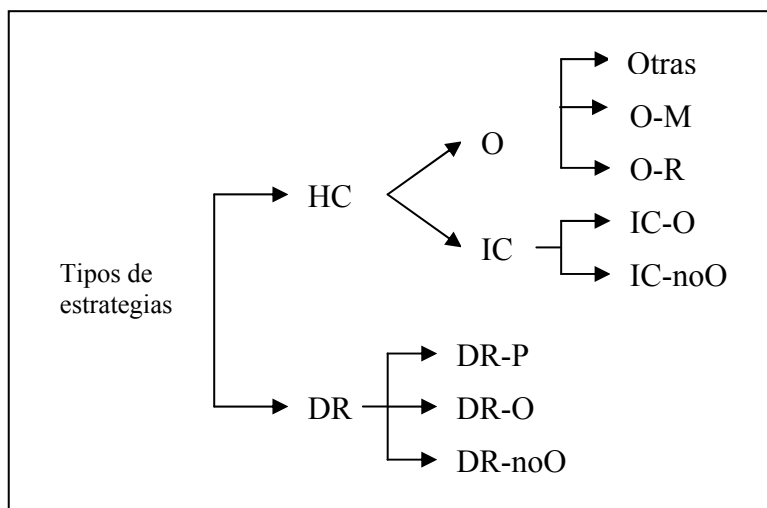 Otras
O
O-M
O-R
HC
IC-O
IC
IC-noO
Tipos de
estrategias
DR-P
DR
DR-O
DR-noO